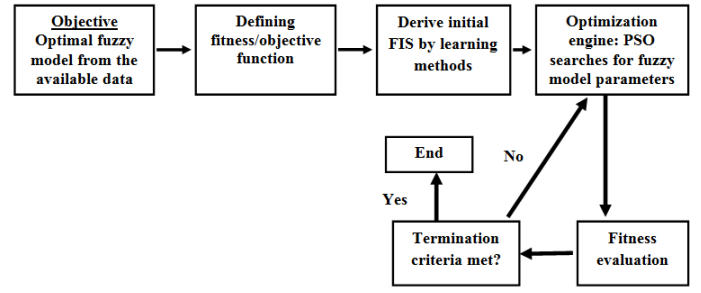 Objective
Optimal fuzzy
model from the
available data
Defining
fitness/objective
function
Derive initial
FIS by learning
methods
Optimization
engine: PSO
searches for fuzzy
model parameters
End
No
Yes
Termination
criteria met?
Fitness
evaluation